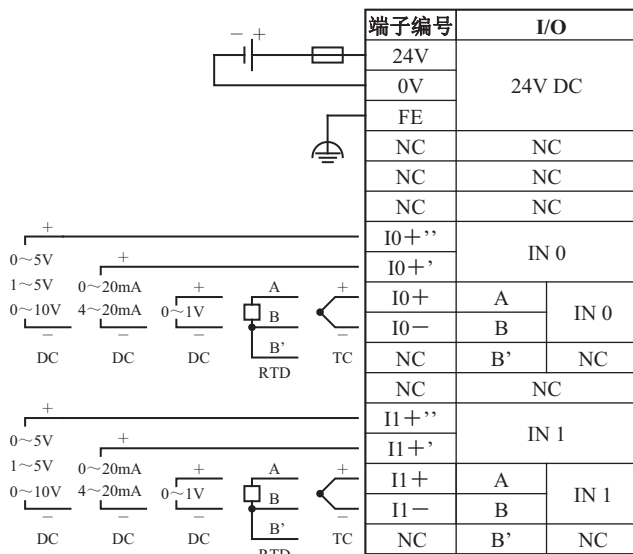 端子编号 I/O
− + 24V
0V 24V DC
FE
NC NC
NC NC
NC NC
+ I0+’’ IN 0
0～5V + I0+’
1～5V 0～20mA + A + I0+ A IN 0
0～10V 4～20mA 0～1V B I0− B
− − − B’ − NC B’ NC
DC DC DC RTD TC
NC NC
+ I1+’’ IN 1
0～5V + I1+’
1～5V 0～20mA + A + I1+ A IN 1
0～10V 4～20mA 0～1V B I1− B
− − − B’ − NC B’ NC
DC DC DC RTD TC